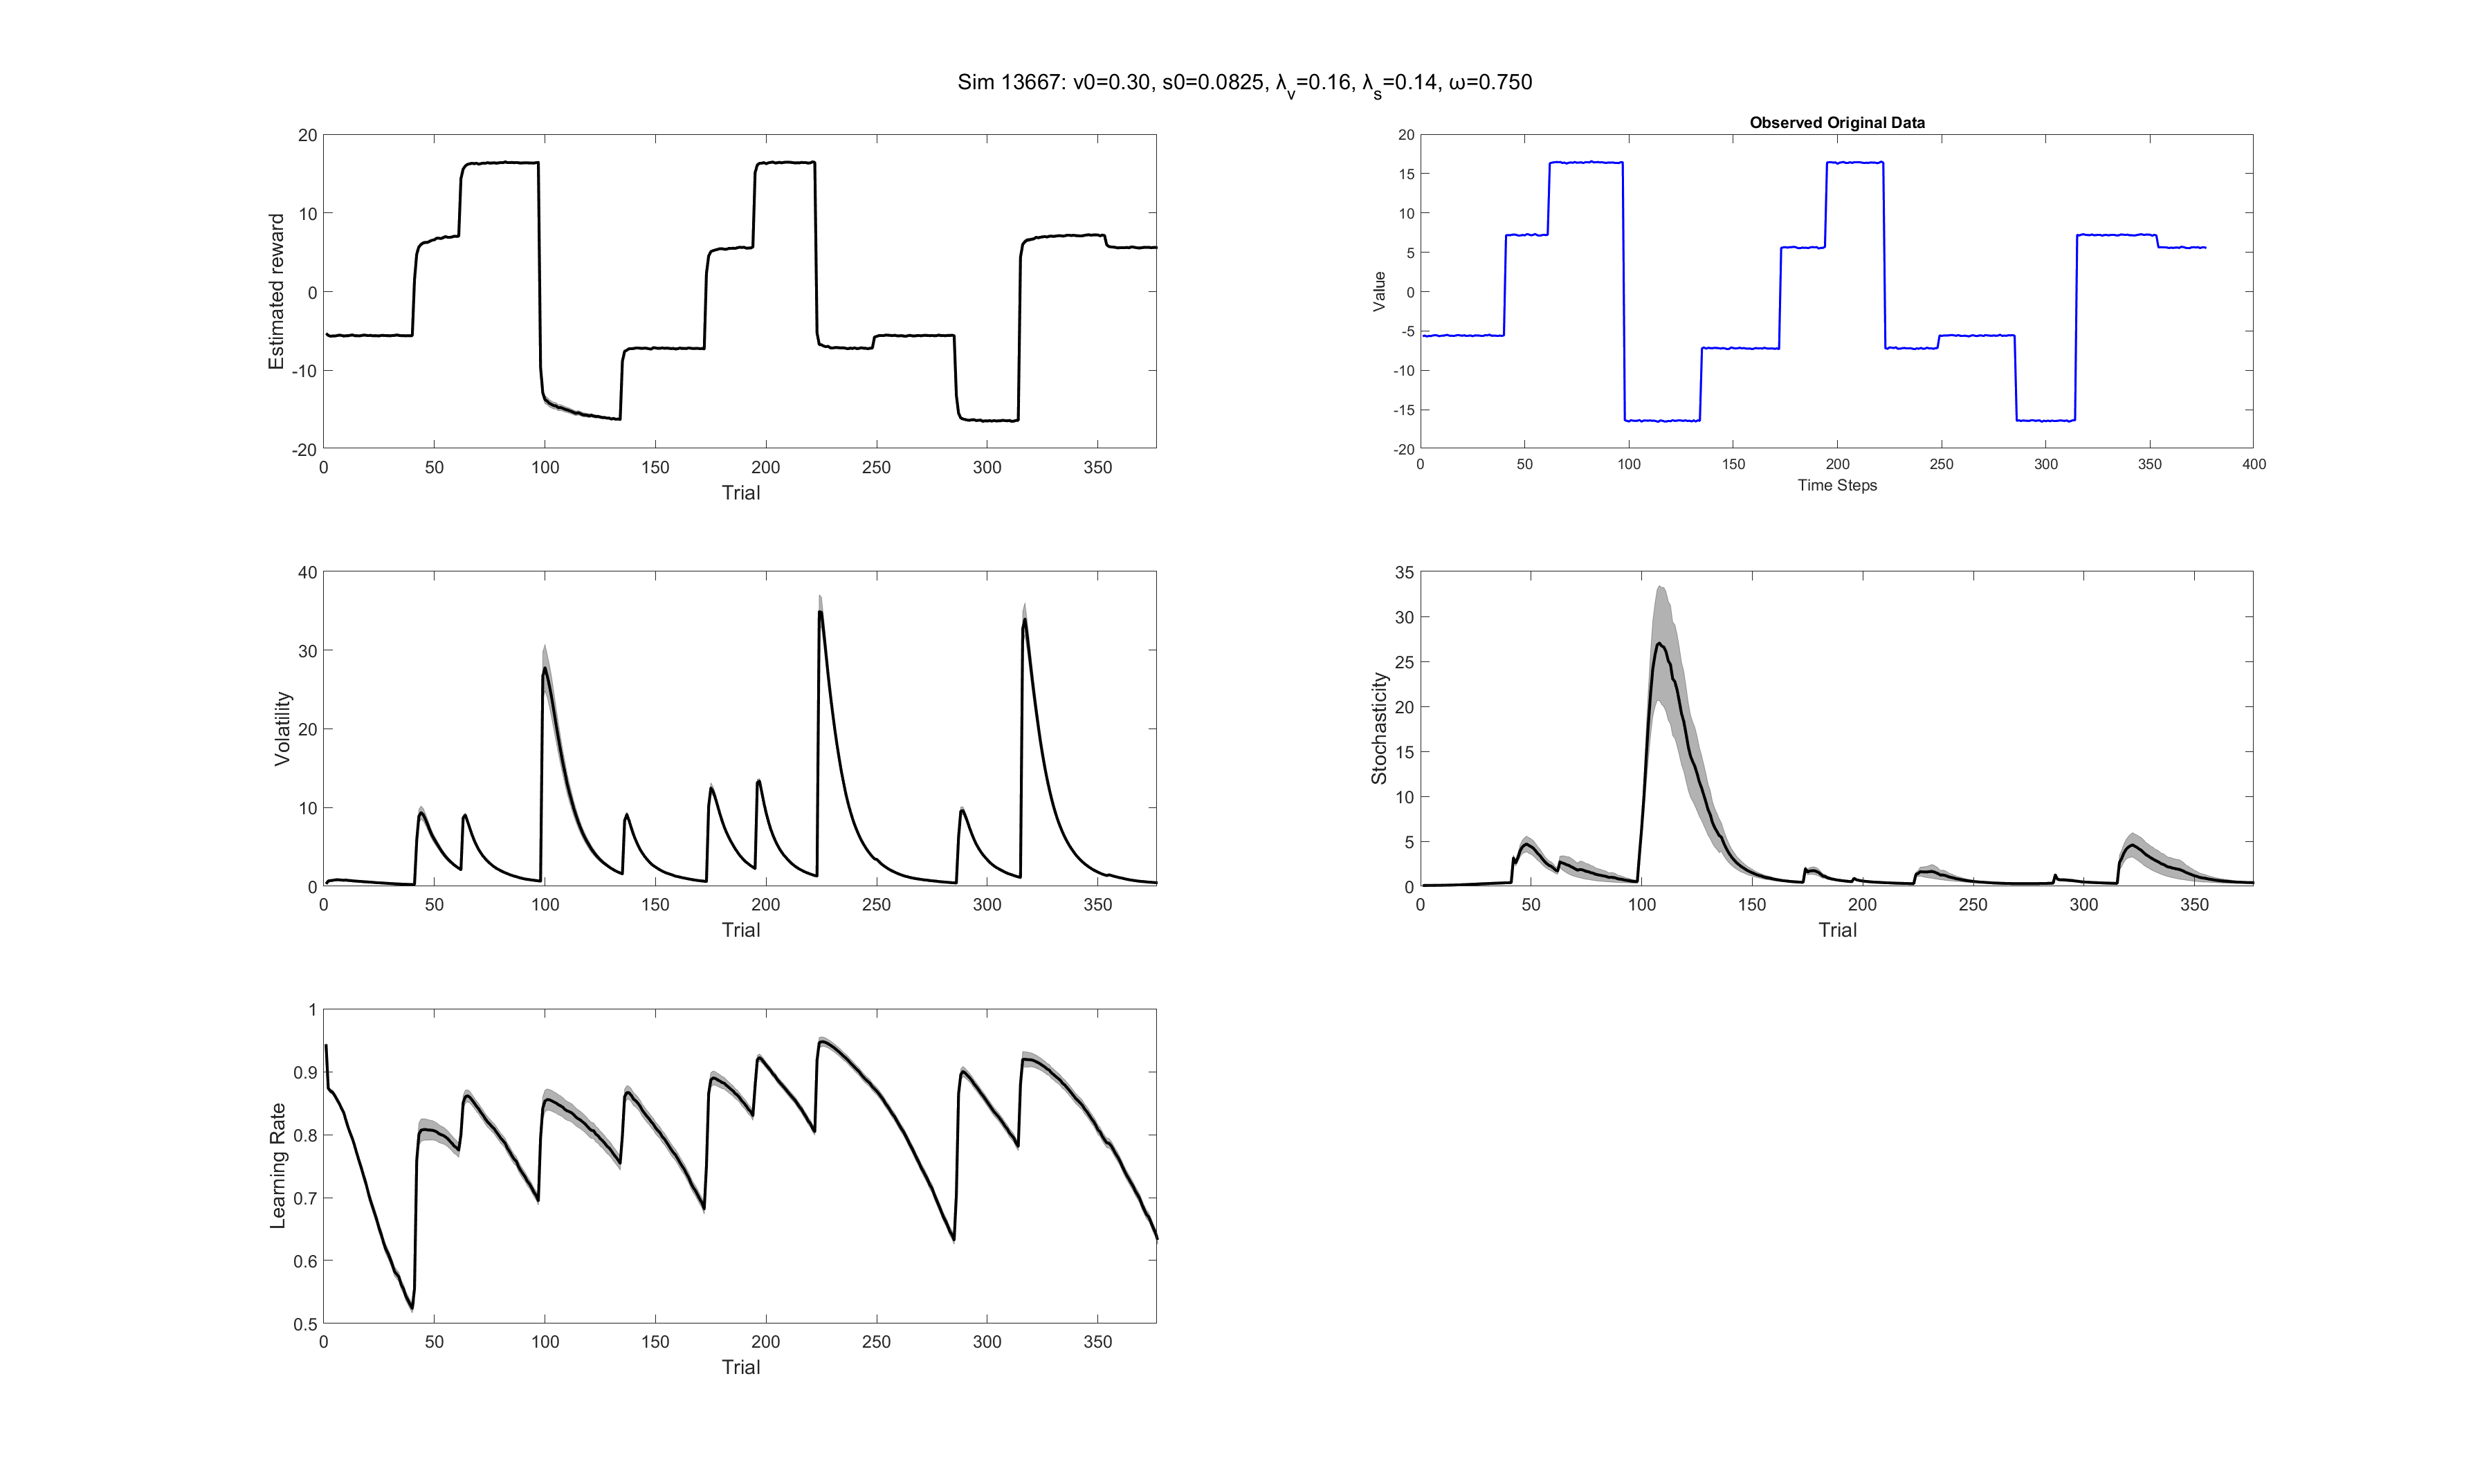 Sim 13667: v0=0.30, s0=0.0825, λ_v=0.16, λ_s=0.14, ω=0.750
20
10
0
-10
-20
Estimated reward
0 50 100 150 200 250 300 350
Trial
Observed Original Data
20
15
10
5
0
-5
-10
-15
-20
Value
0 50 100 150 200 250 300 350 400
Time Steps
40
30
20
10
0
Volatility
0 50 100 150 200 250 300 350
Trial
35
30
25
20
15
10
5
0
Stochasticity
0 50 100 150 200 250 300 350
Trial
1
0.9
0.8
0.7
0.6
0.5
Learning Rate
0 50 100 150 200 250 300 350
Trial